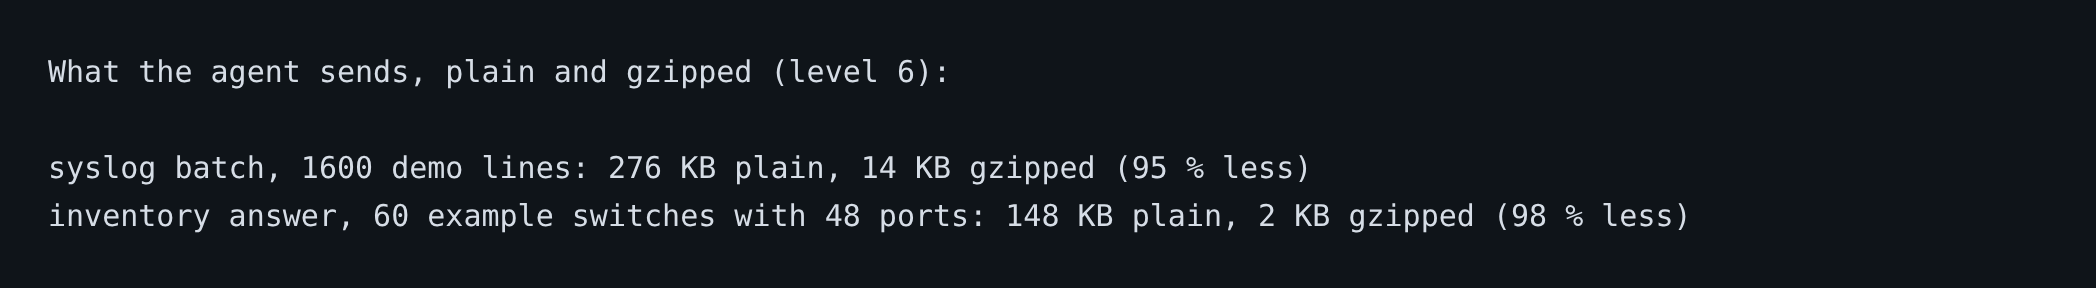 What the agent sends, plain and gzipped (level 6):
syslog batch, 1600 demo lines: 276 KB plain, 14 KB gzipped (95 % less)
inventory answer, 60 example switches with 48 ports: 148 KB plain, 2 KB gzipped (98 % less)